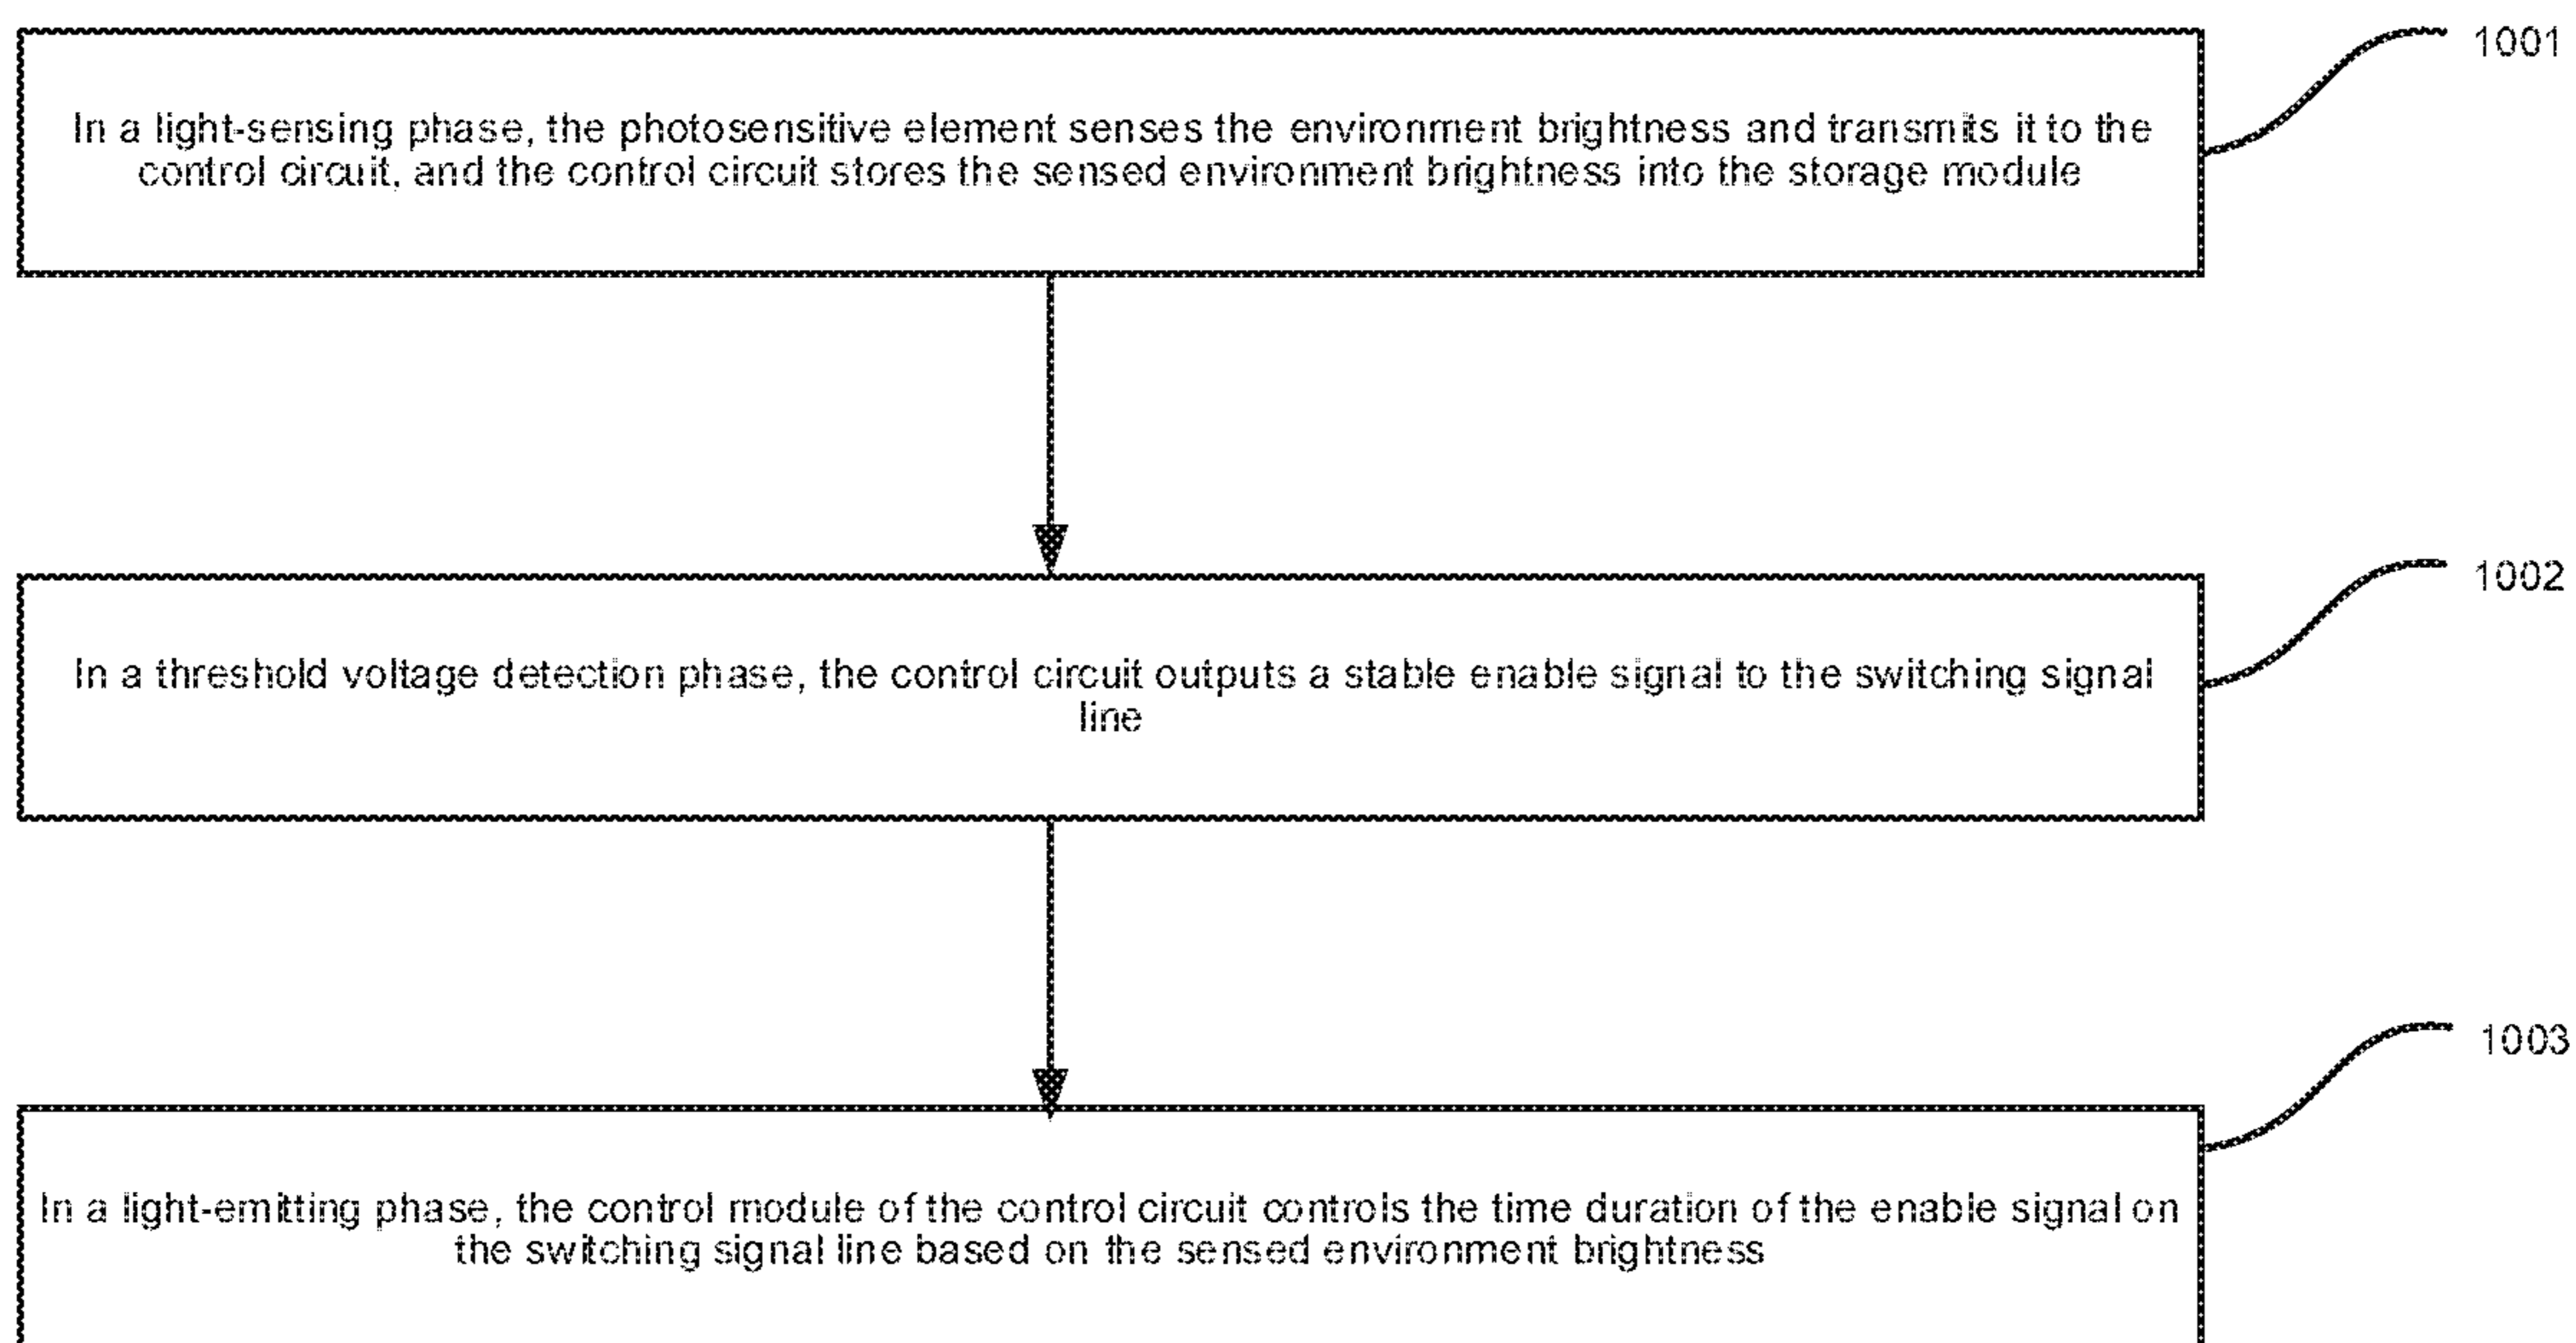 1001
In a light-sensing phase, the photosensitive element senses the environment brightness and transmits it to the
control circuit, and the control circuit stores the sensed environment brightness into the storage module
1002
In a threshold voltage detection phase, the control circuit outputs a stable enable signal to the switching signal
line
1003
In a light-emitting phase, the control module of the control circuit controls the time duration of the enable signal on
the switching signal line based on the sensed environment brightness